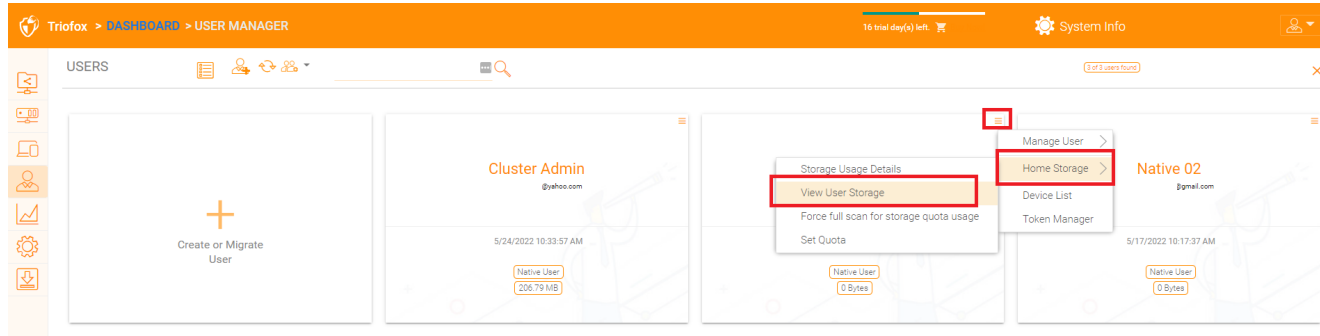 Triofox > DASHBOARD > USER MANAGER
16 trial day(s) left.
System Info
USERS
3 of 3 users found
Create or Migrate
User
Cluster Admin
@yahoo.com
5/24/2022 10:33:57 AM
Native User
206.79 MB
Storage Usage Details
View User Storage
Force full scan for storage quota usage
Set Quota
Native User
0 Bytes
Manage User
Home Storage
Device List
Token Manager
Native 02
@gmail.com
5/17/2022 10:17:37 AM
Native User
0 Bytes